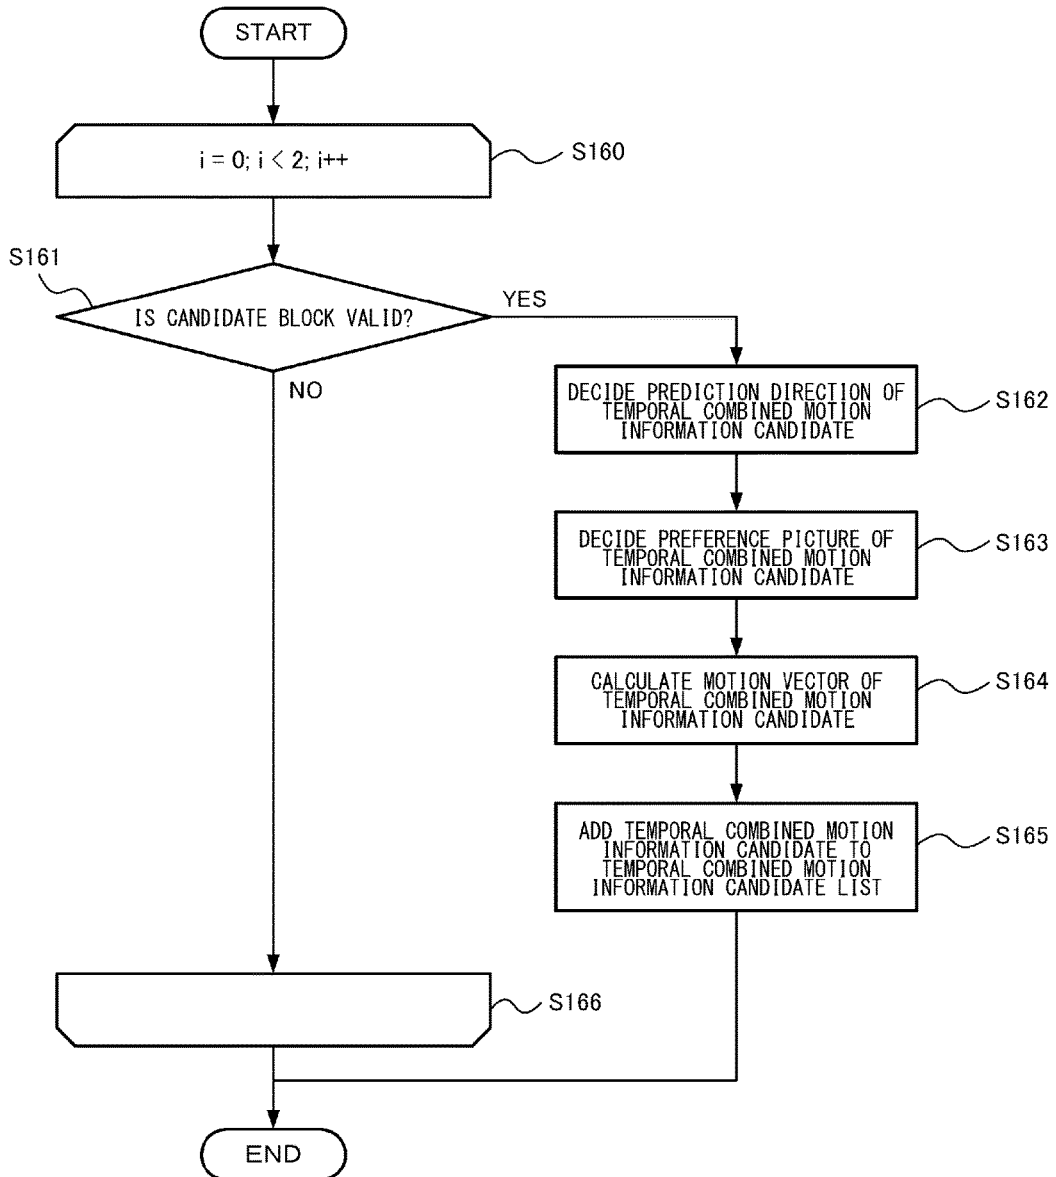 START
i = 0; i < 2; i++
S160
S161
IS CANDIDATE BLOCK VALID?
YES
NO
DECIDE PREDICTION DIRECTION OF
TEMPORAL COMBINED MOTION
INFORMATION CANDIDATE
S162
DECIDE PREFERENCE PICTURE OF
TEMPORAL COMBINED MOTION
INFORMATION CANDIDATE
S163
CALCULATE MOTION VECTOR OF
TEMPORAL COMBINED MOTION
INFORMATION CANDIDATE
S164
ADD TEMPORAL COMBINED MOTION
INFORMATION CANDIDATE TO
TEMPORAL COMBINED MOTION
INFORMATION CANDIDATE LIST
S165
S166
END